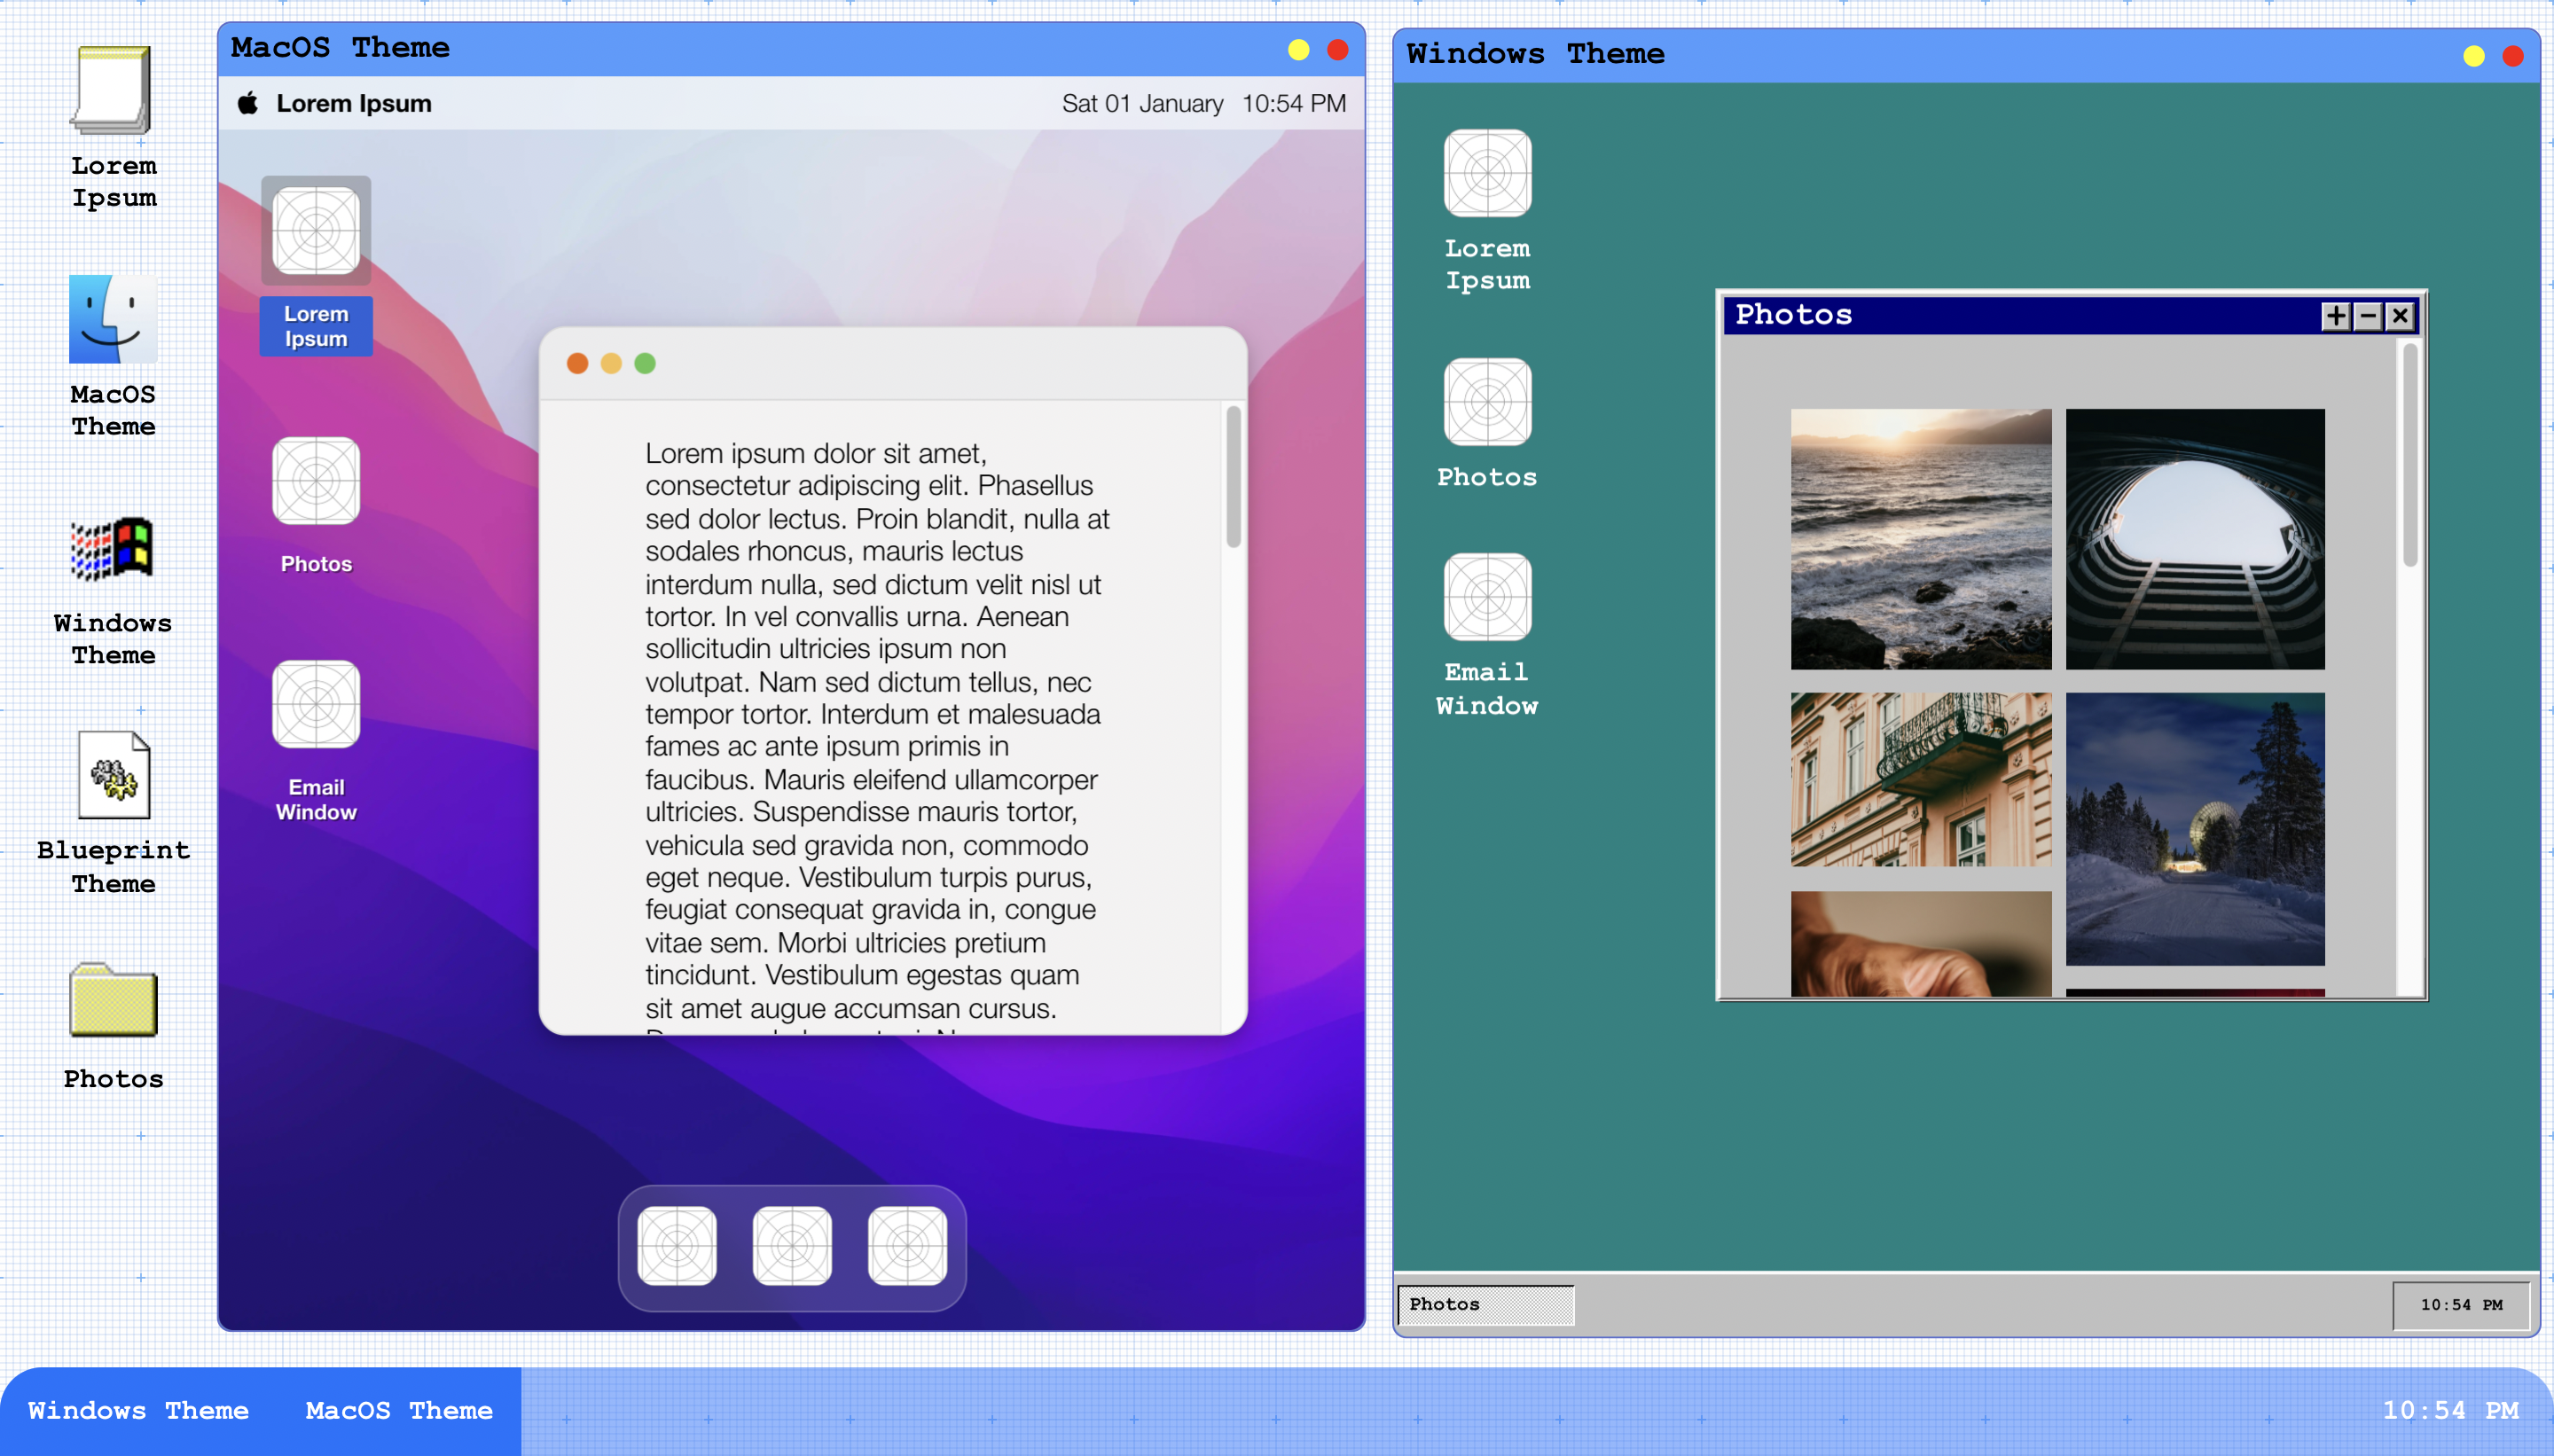 Lorem
Ipsum
MacOS
Theme
Windows
Theme
Blueprint
Theme
Photos
MacOS Theme
Lorem Ipsum
Sat 01 January 10:54 PM
Lorem
Ipsum
Photos
Email
Window
Lorem ipsum dolor sit amet,
consectetur adipiscing elit. Phasellus
sed dolor lectus. Proin blandit, nulla at
sodales rhoncus, mauris lectus
interdum nulla, sed dictum velit nisl ut
tortor. In vel convallis urna. Aenean
sollicitudin ultricies ipsum non
volutpat. Nam sed dictum tellus, nec
tempor tortor. Interdum et malesuada
fames ac ante ipsum primis in
faucibus. Mauris eleifend ullamcorper
ultricies. Suspendisse mauris tortor,
vehicula sed gravida non, commodo
eget neque. Vestibulum turpis purus,
feugiat consequat gravida in, congue
vitae sem. Morbi ultricies pretium
tincidunt. Vestibulum egestas quam
sit amet augue accumsan cursus.
Windows Theme
Lorem
Ipsum
Photos
Email
Window
Photos
Photos
10:54 PM
Windows Theme MacOS Theme
10:54 PM